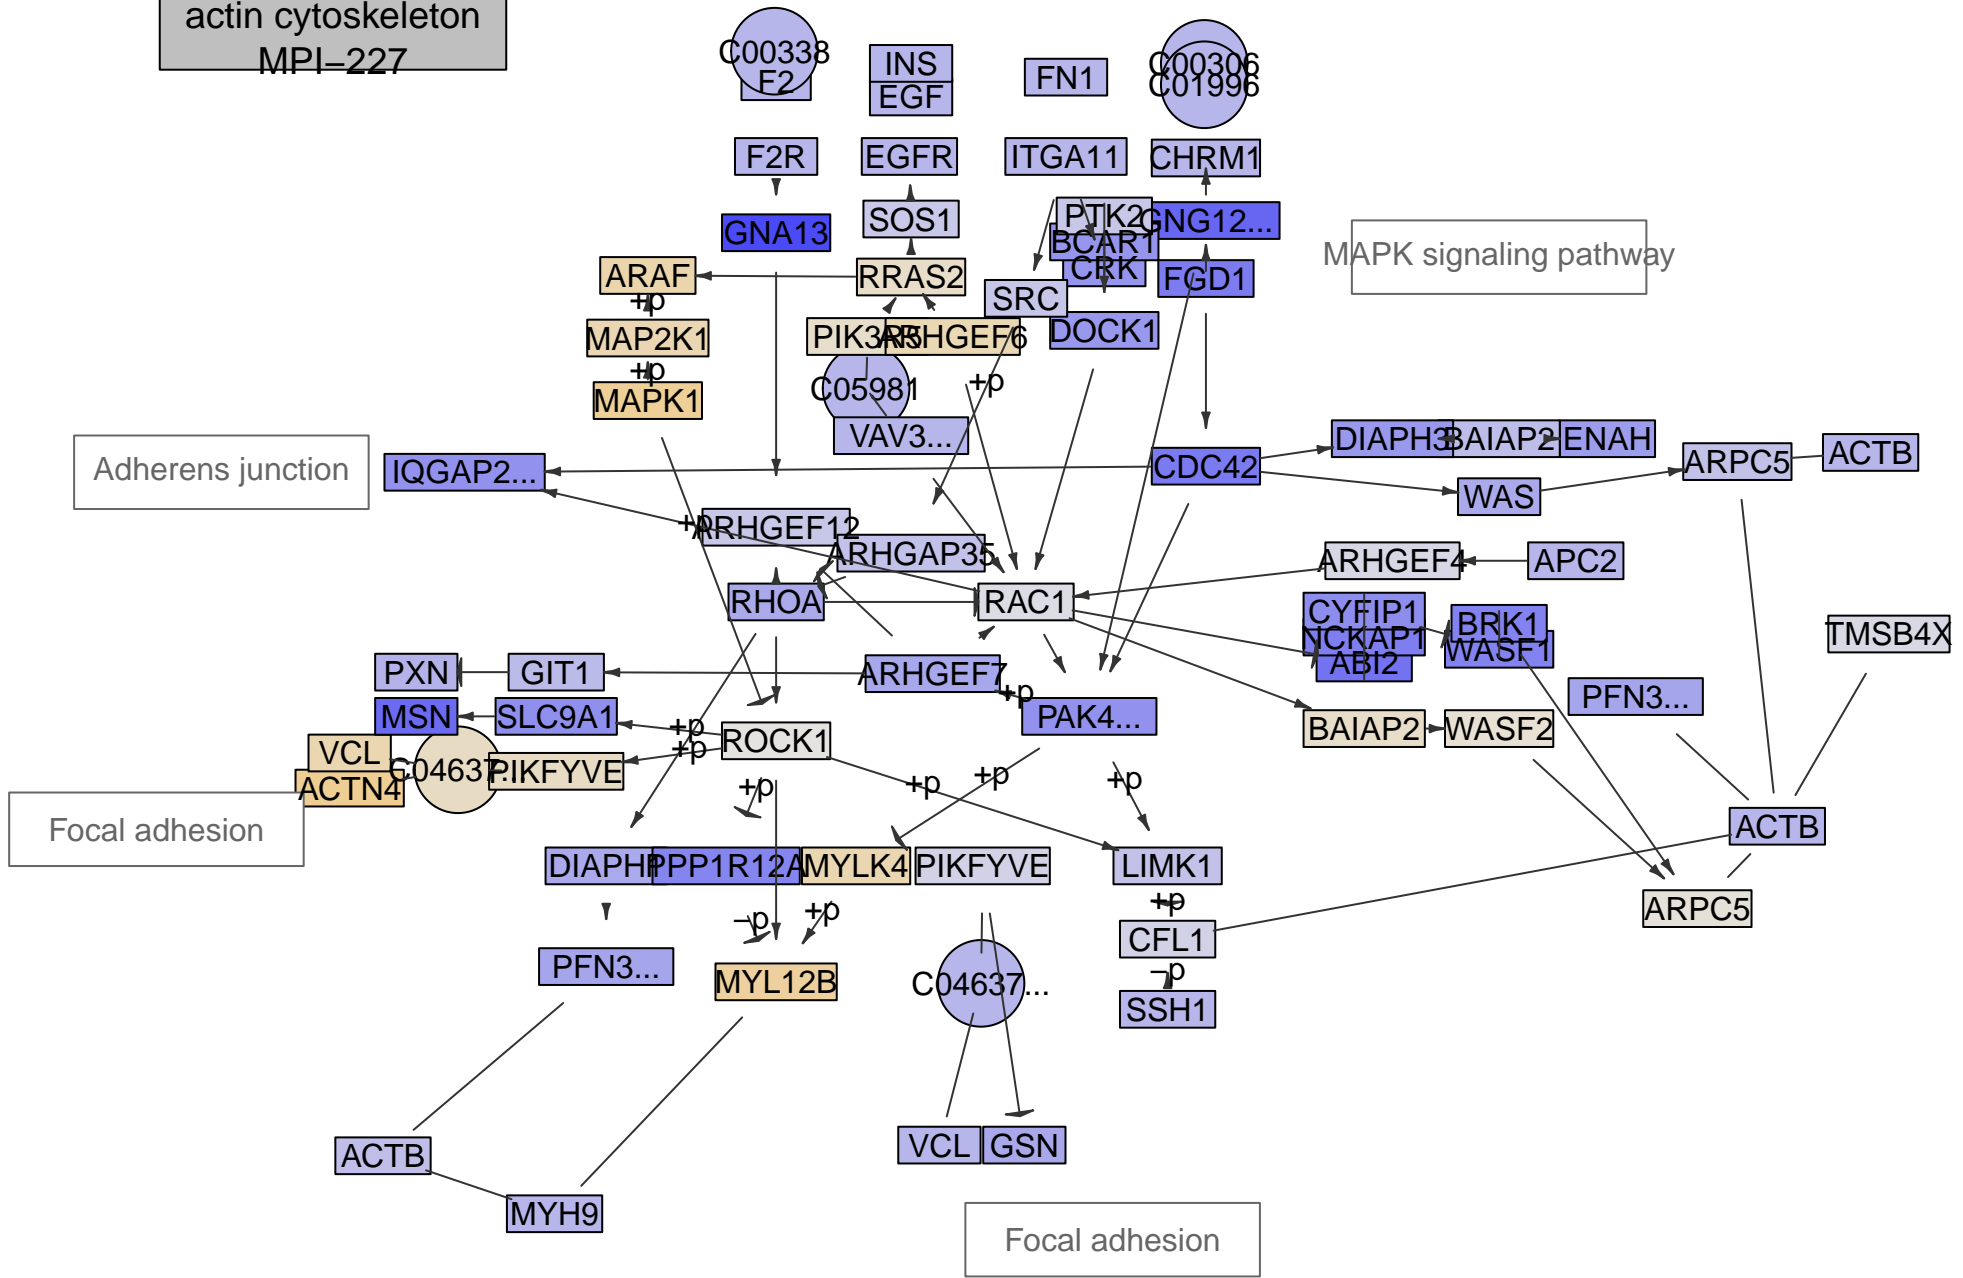 actin cytoskeleton
MPI−227
C00338
F2
INS
EGF
FN1
C00306
C01996
F2R
EGFR
ITGA11
CHRM1
GNA13
SOS1
PTK2
GNG12...
BCAR1
CRK
FGD1
MAPK signaling pathway
ARAF
RRAS2
SRC
+p
MAP2K1
ARHGEF6
DOCK1
+p
MAPK1
C05981
+p
VAV3...
Adherens junction
IQGAP2...
CDC42
DIAPH3
BAIAP2
ENAH
ARPC5
ACTB
WAS
+p
ARHGEF12
ARHGAP35
ARHGEF4
APC2
RHOA
RAC1
CYFIP1
NCKAP1
ABI2
BRK1
WASF1
TMSB4X
PXN
GIT1
ARHGEF7
+p
PFN3...
MSN
SLC9A1
+p
ROCK1
PAK4...
BAIAP2
WASF2
VCL
C04637...
PIKFYVE
+p
ACTN4
+p
+p
+p
+p
Focal adhesion
ACTB
PPP1R12A
MYLK4
PIKFYVE
LIMK1
−p
+p
+p
ARPC5
CFL1
PFN3...
MYL12B
C04637...
−p
SSH1
ACTB
VCL
GSN
MYH9
Focal adhesion